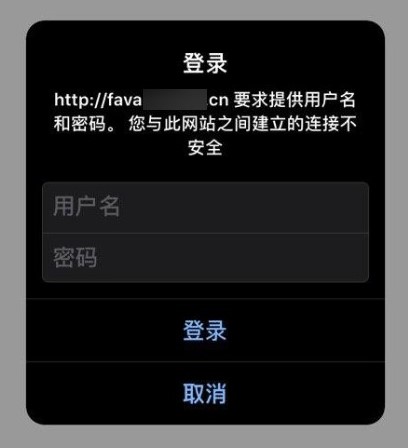 登录
http://fava .cn 要求提供用户名
和密码。 您与此网站之间建立的连接不
安全
用户名
密码
登录
取消